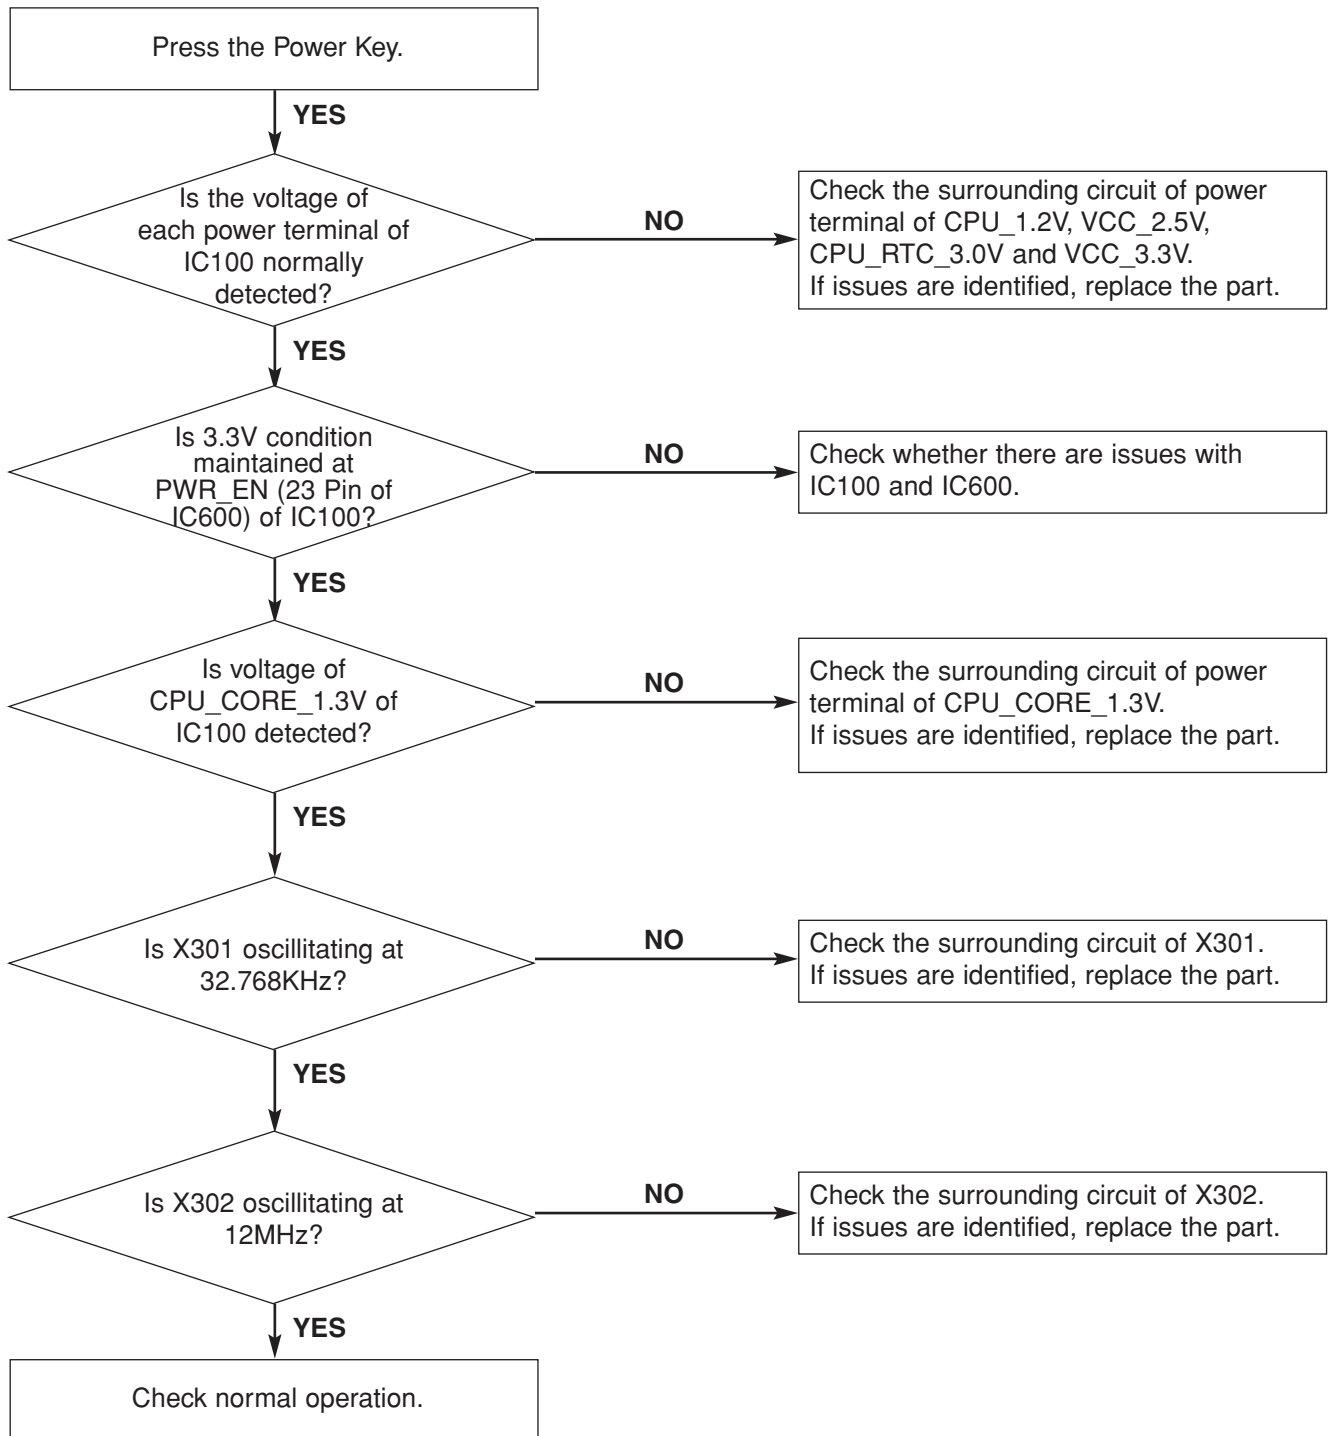 Press the Power Key.
YES
Is the voltage of
each power terminal of
IC100 normally
detected?
NO
Check the surrounding circuit of power
terminal of CPU_1.2V, VCC_2.5V,
CPU_RTC_3.0V and VCC_3.3V.
If issues are identified, replace the part.
YES
Is 3.3V condition
maintained at
PWR_EN (23 Pin of
IC600) of IC100?
NO
Check whether there are issues with
IC100 and IC600.
YES
Is voltage of
CPU_CORE_1.3V of
IC100 detected?
NO
Check the surrounding circuit of power
terminal of CPU_CORE_1.3V.
If issues are identified, replace the part.
YES
Is X301 oscillitating at
32.768KHz?
NO
Check the surrounding circuit of X301.
If issues are identified, replace the part.
YES
Is X302 oscillitating at
12MHz?
NO
Check the surrounding circuit of X302.
If issues are identified, replace the part.
YES
Check normal operation.